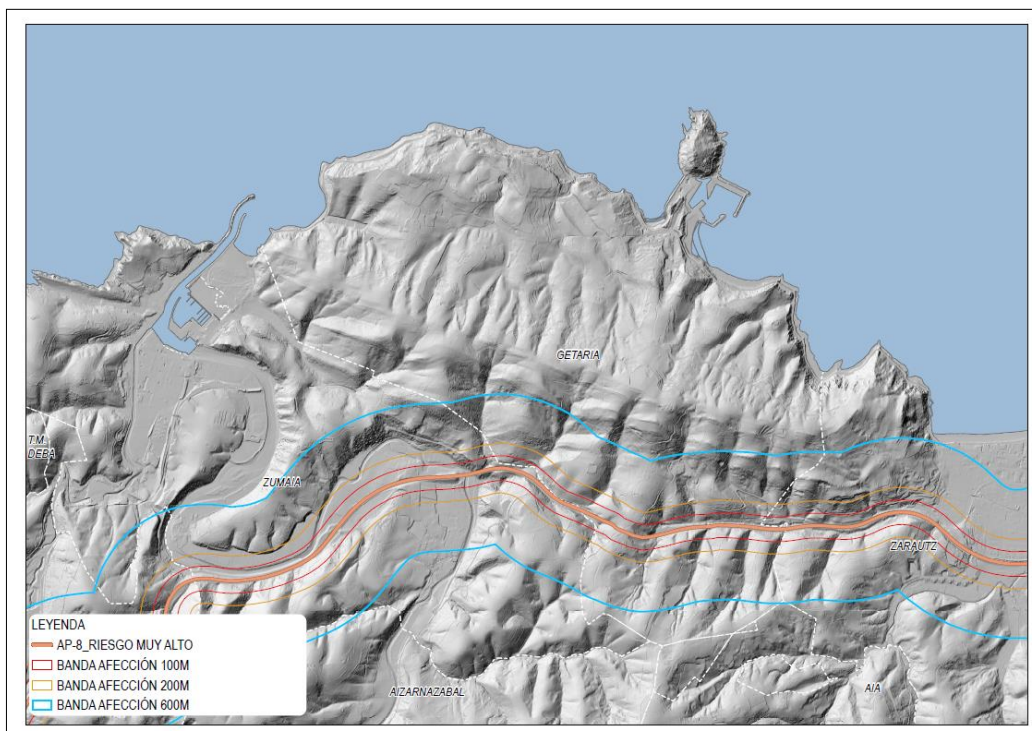 GETARIA
T.M.
DEBA
ZUMAIA
ZARAUTZ
AIZARNAZABAL
AIA
LEYENDA
AP-8_RIESGO MUY ALTO
BANDA AFECCIÓN 100M
BANDA AFECCIÓN 200M
BANDA AFECCIÓN 600M